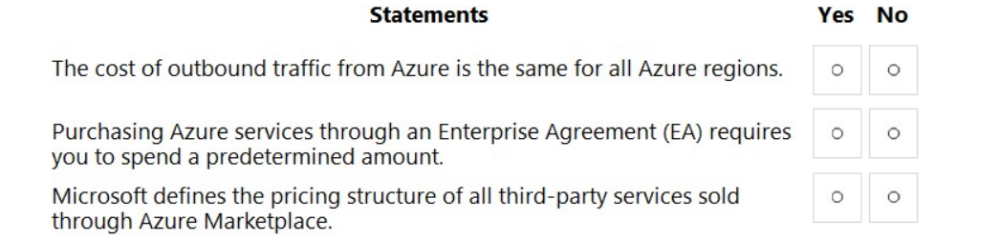 Statements Yes No
The cost of outbound traffic from Azure is the same for all Azure regions.
Purchasing Azure services through an Enterprise Agreement (EA) requires
you to spend a predetermined amount.
Microsoft defines the pricing structure of all third-party services sold
through Azure Marketplace.